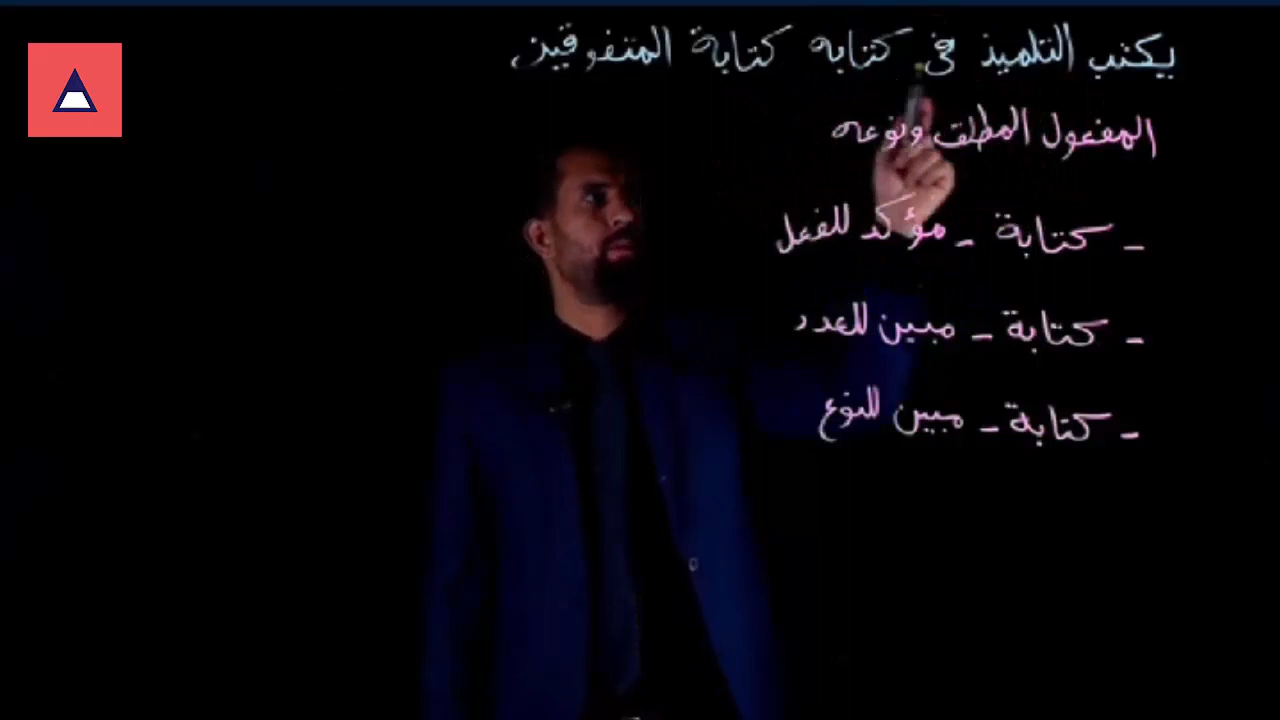 يكتب التلميذ في كتابه كتابة المتفوقين
المفعول المطلق ونوعه
- كتابة - مؤكد للفعل
- كتابة - مبين للعدد
- كتابة - مبين للنوع